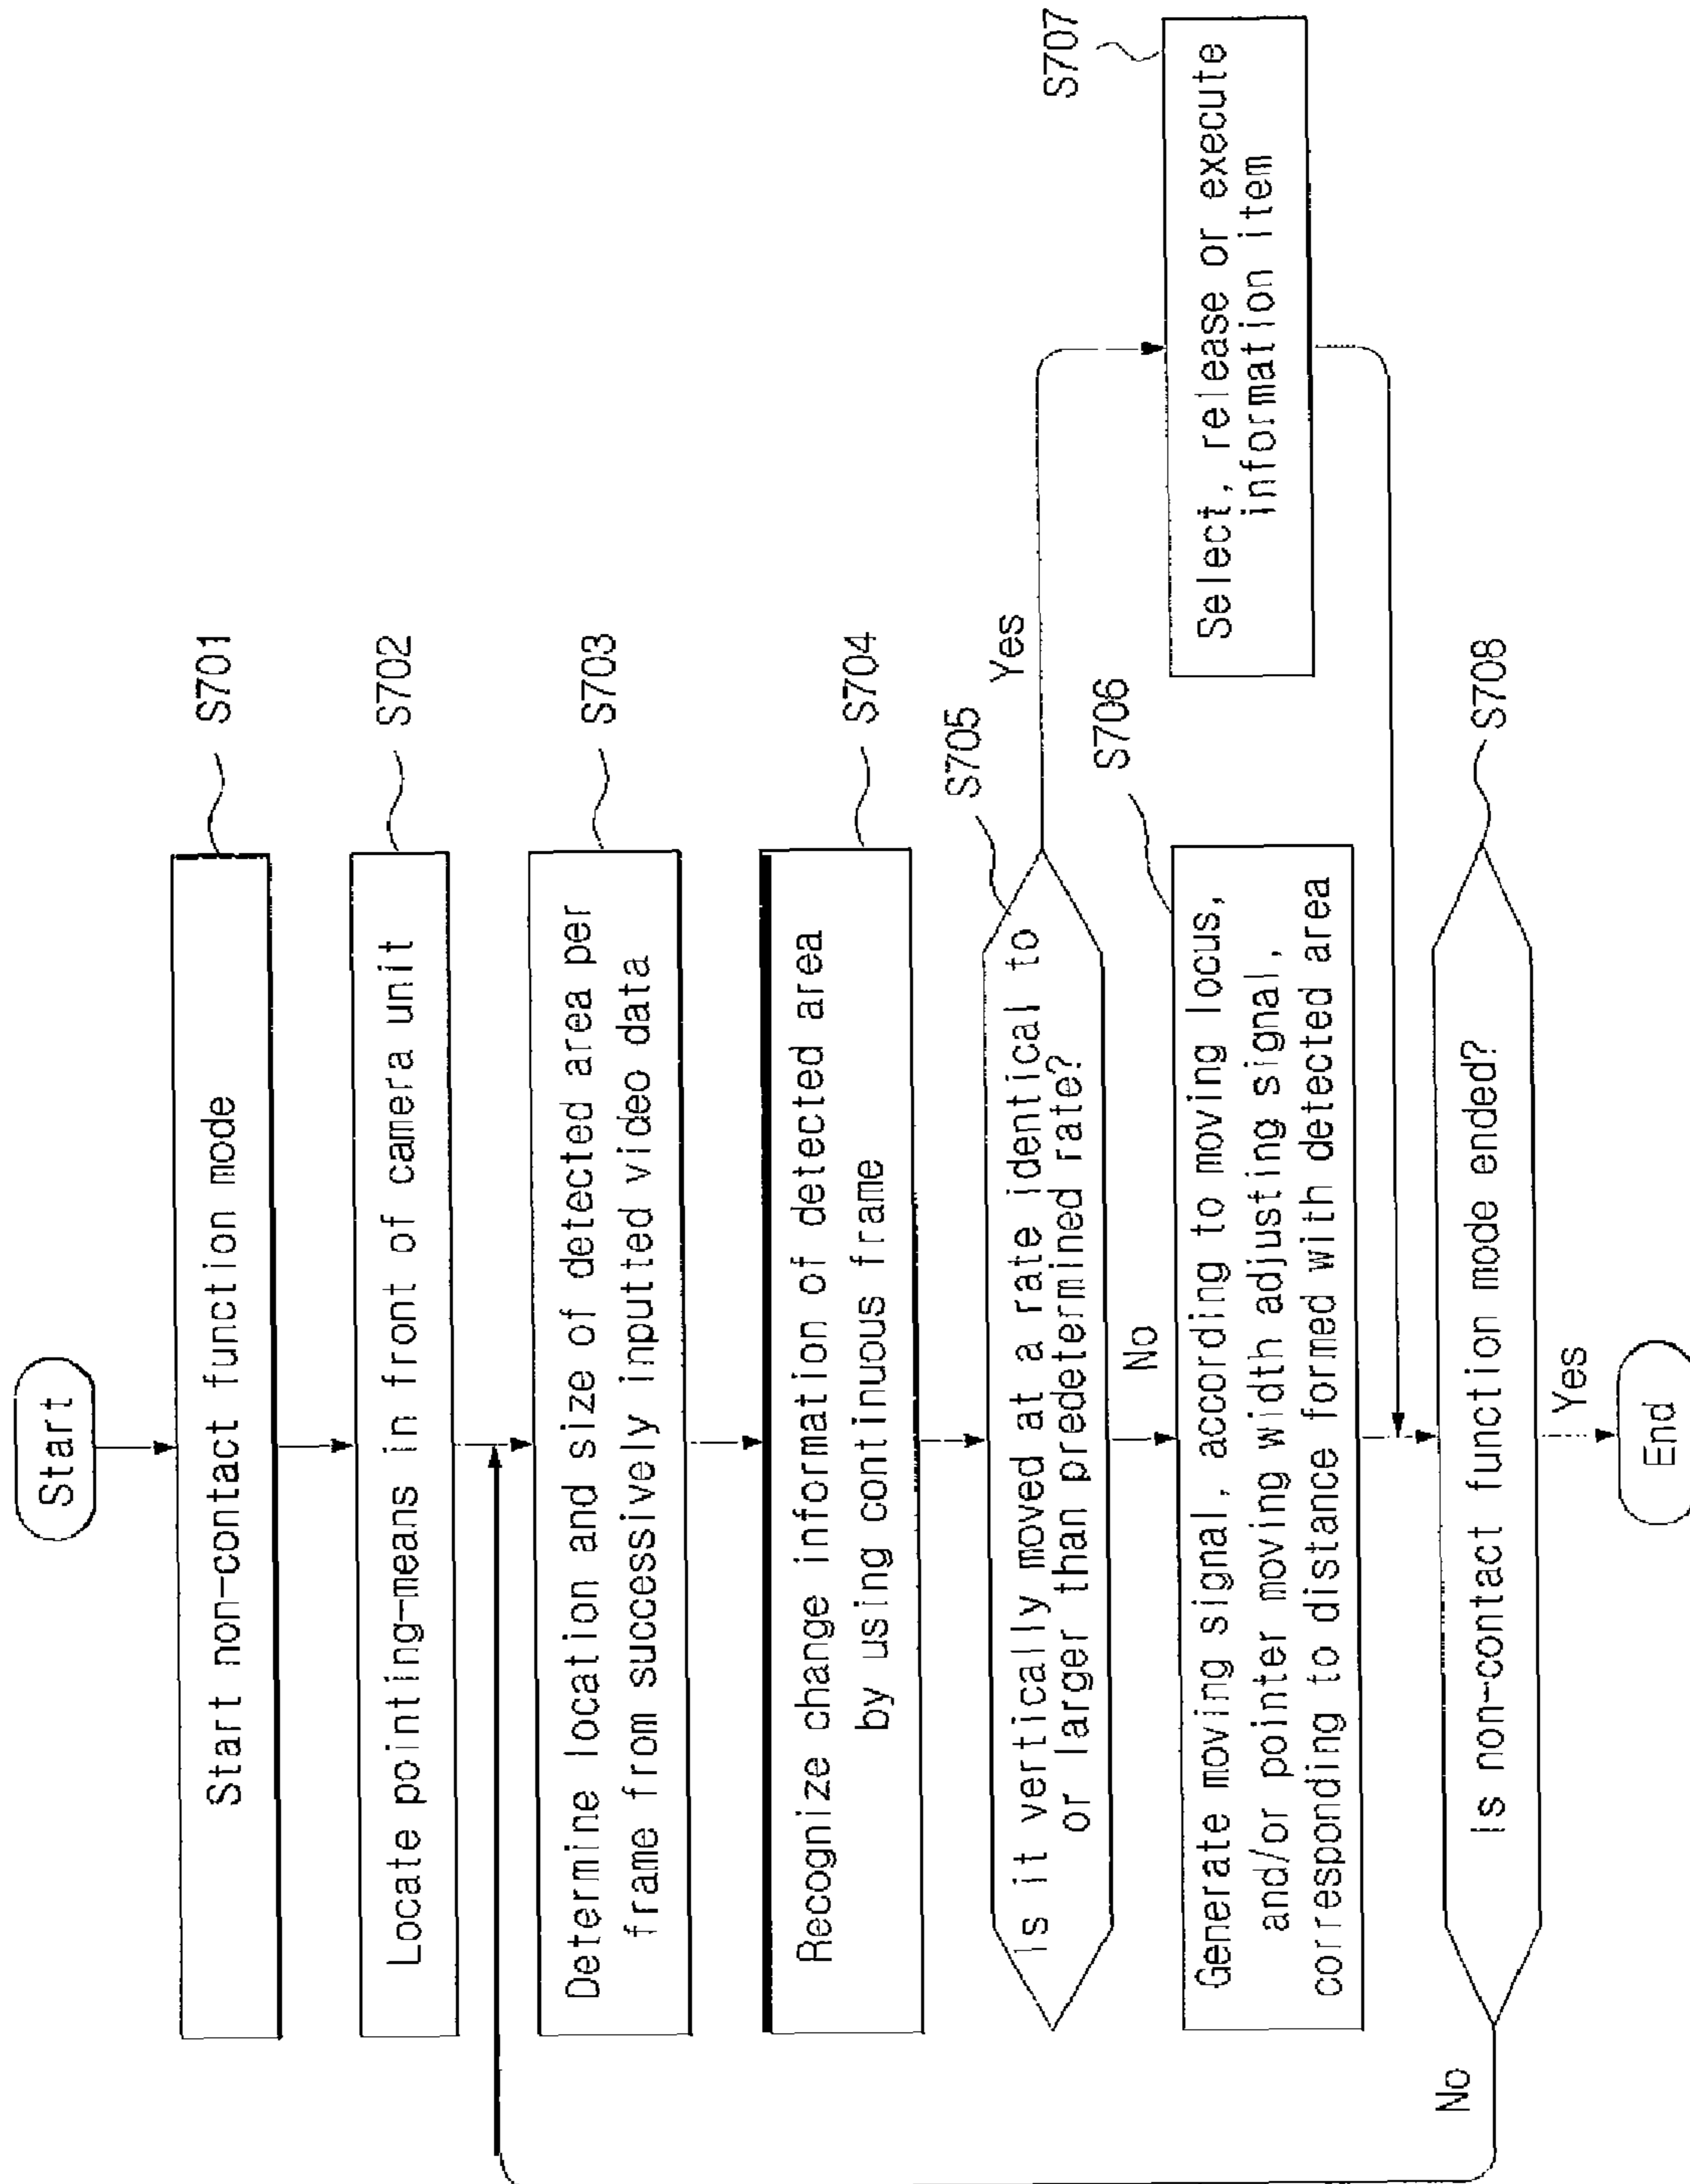 Start
Start non-contact function mode
S701
Locate pointing-means in front of camera unit
S702
Determine location and size of detected area per
frame from successively inputted video data
S703
Recognize change information of detected area
by using continuous frame
S704
Is it vertically moved at a rate identical to
or larger than predetermined rate?
S705
Yes
No
Generate moving signal, according to moving locus,
and/or pointer moving width adjusting signal,
corresponding to distance formed with detected area
S706
Select, release or execute
information item
S707
Is non-contact function mode ended?
S708
No
Yes
End